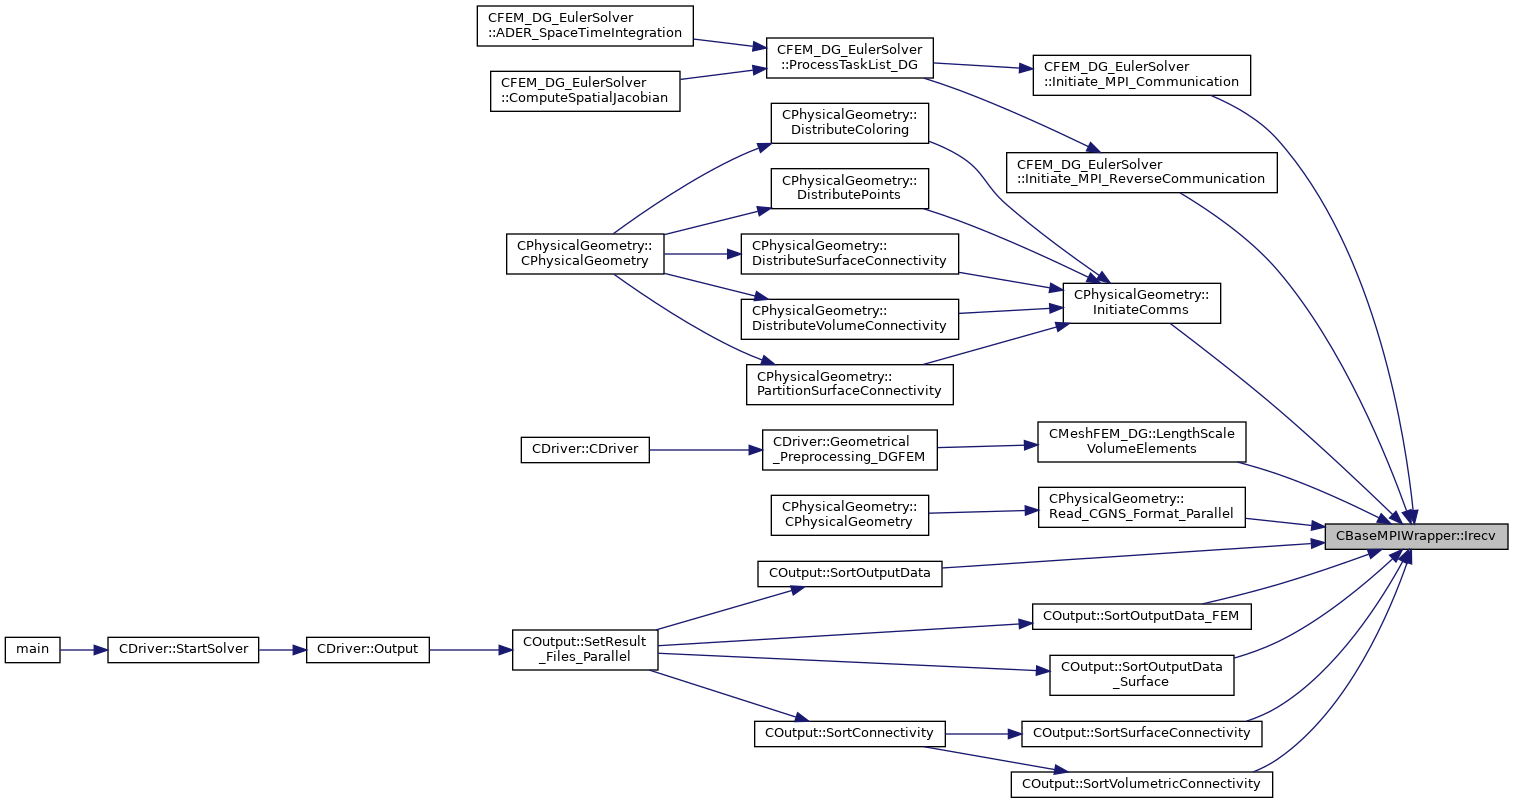 CFEM_DG_EulerSolver
::ADER_SpaceTimeIntegration
CFEM_DG_EulerSolver
::ProcessTaskList_DG
CFEM_DG_EulerSolver
::Initiate_MPI_Communication
CFEM_DG_EulerSolver
::ComputeSpatialJacobian
CPhysicalGeometry::
DistributeColoring
CFEM_DG_EulerSolver
::Initiate_MPI_ReverseCommunication
CPhysicalGeometry::
DistributePoints
CPhysicalGeometry::
CPhysicalGeometry
CPhysicalGeometry::
DistributeSurfaceConnectivity
CPhysicalGeometry::
InitiateComms
CPhysicalGeometry::
DistributeVolumeConnectivity
CPhysicalGeometry::
PartitionSurfaceConnectivity
CDriver::CDriver
CDriver::Geometrical
_Preprocessing_DGFEM
CMeshFEM_DG::LengthScale
VolumeElements
CPhysicalGeometry::
CPhysicalGeometry
CPhysicalGeometry::
Read_CGNS_Format_Parallel
CBaseMPIWrapper::Irecv
COutput::SortOutputData
COutput::SortOutputData_FEM
main
CDriver::StartSolver
CDriver::Output
COutput::SetResult
_Files_Parallel
COutput::SortOutputData
_Surface
COutput::SortConnectivity
COutput::SortSurfaceConnectivity
COutput::SortVolumetricConnectivity